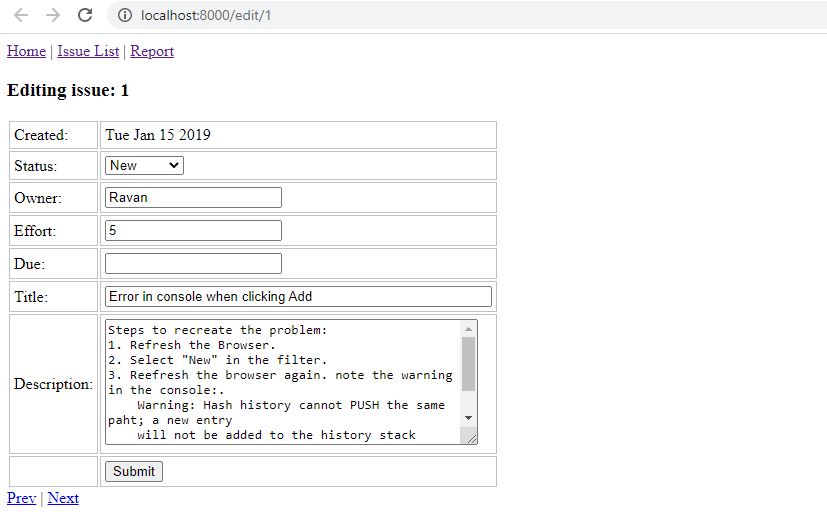 localhost:8000/edit/1
Home | Issue List | Report
Editing issue: 1
Created: Tue Jan 15 2019
Status: New
Owner: Ravan
Effort: 5
Due:
Title: Error in console when clicking Add
Description:
Steps to recreate the problem:
1. Refresh the Browser.
2. Select "New" in the filter.
3. Reefresh the browser again. note the warning
in the console:.
Warning: Hash history cannot PUSH the same
paht; a new entry
will not be added to the history stack
Submit
Prev | Next